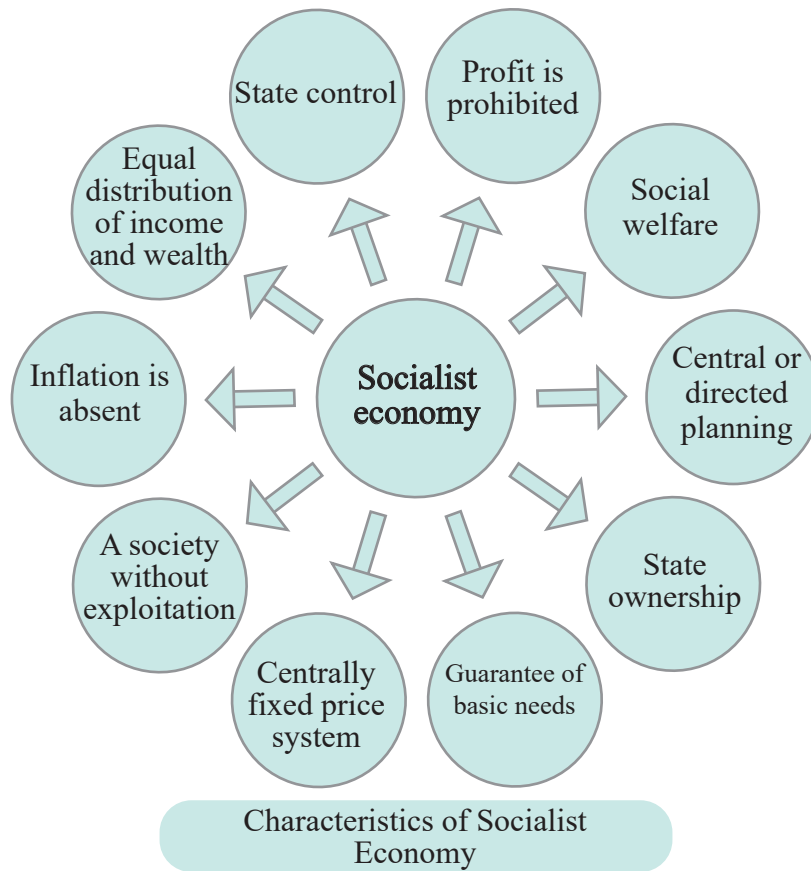 State control
Profit is
prohibited
Equal
distribution
of income
and wealth
Social
welfare
Inflation is
absent
Socialist
economy
Central or
directed
planning
A society
without
exploitation
State
ownership
Centrally
fixed price
system
Guarantee of
basic needs
Characteristics of Socialist
Economy